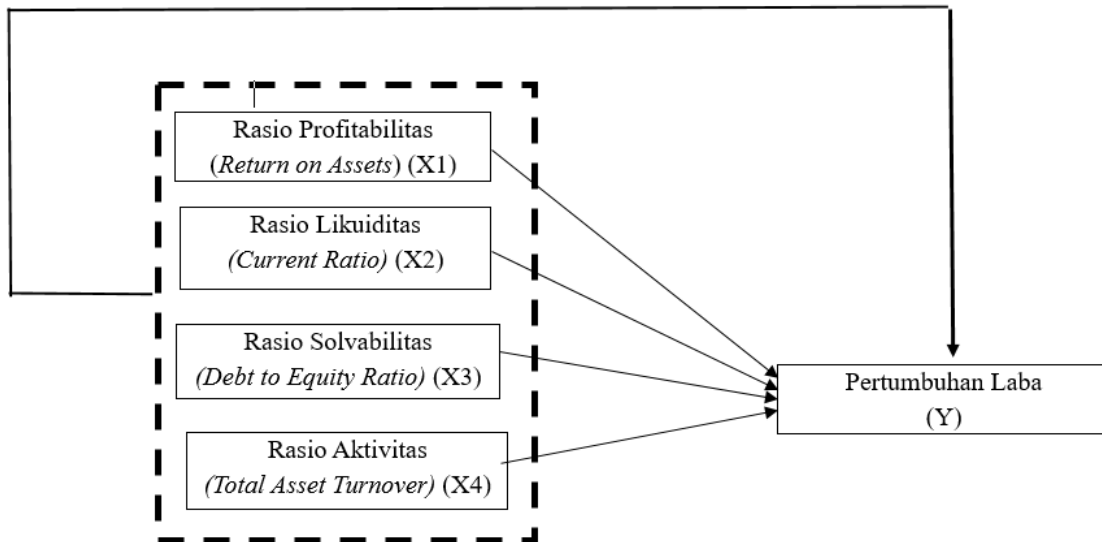 Rasio Profitabilitas
(Return on Assets) (X1)
Rasio Likuiditas
(Current Ratio) (X2)
Rasio Solvabilitas
(Debt to Equity Ratio) (X3)
Rasio Aktivitas
(Total Asset Turnover) (X4)
Pertumbuhan Laba
(Y)